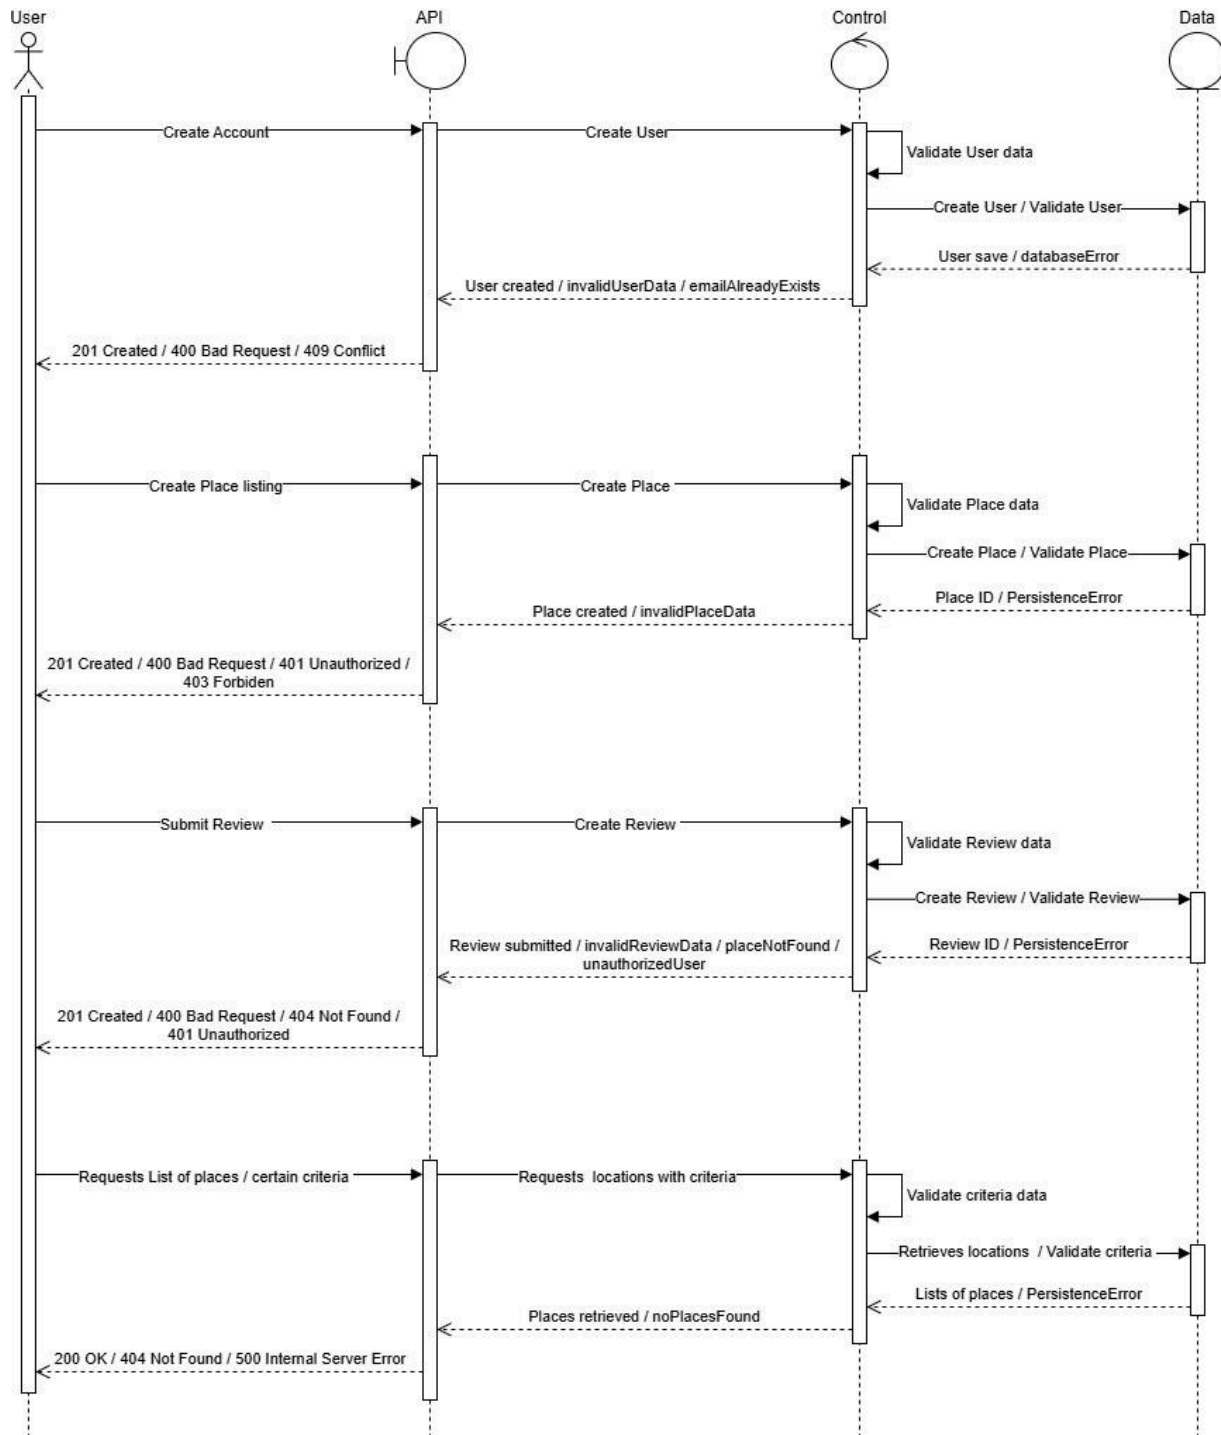 User
API
Control
Data
Create Account
Create User
Validate User data
Create User / Validate User
User save / databaseError
User created / invalidUserData / emailAlreadyExists
201 Created / 400 Bad Request / 409 Conflict
Create Place listing
Create Place
Validate Place data
Create Place / Validate Place
Place ID / PersistenceError
Place created / invalidPlaceData
201 Created / 400 Bad Request / 401 Unauthorized /
403 Forbiden
Submit Review
Create Review
Validate Review data
Create Review / Validate Review
Review ID / PersistenceError
Review submitted / invalidReviewData / placeNotFound /
unauthorizedUser
201 Created / 400 Bad Request / 404 Not Found /
401 Unauthorized
Requests List of places / certain criteria
Requests locations with criteria
Validate criteria data
Retrieves locations / Validate criteria
Lists of places / PersistenceError
Places retrieved / noPlacesFound
200 OK / 404 Not Found / 500 Internal Server Error